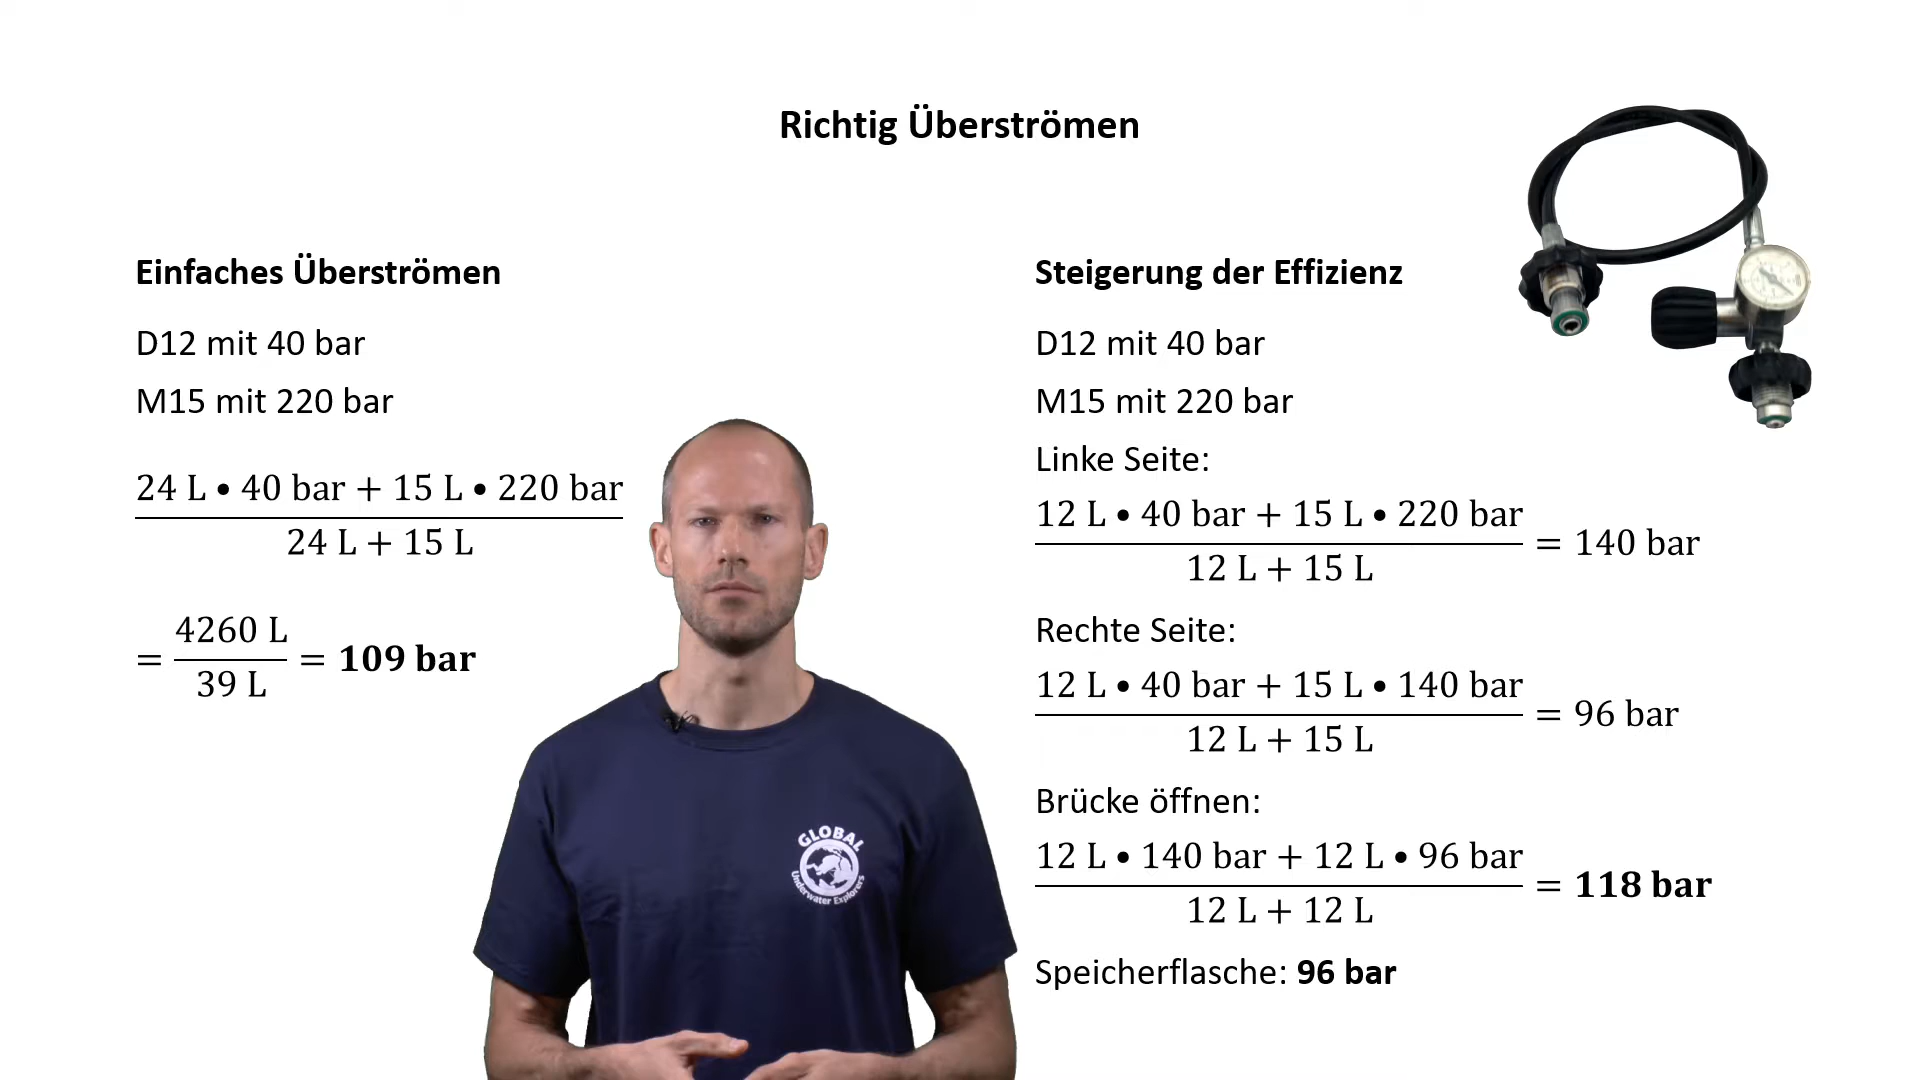 Richtig Überströmen
Einfaches Überströmen
D12 mit 40 bar
M15 mit 220 bar
24 L • 40 bar + 15 L • 220 bar
24 L + 15 L
= 4260 L / 39 L = 109 bar
Steigerung der Effizienz
D12 mit 40 bar
M15 mit 220 bar
Linke Seite:
12 L • 40 bar + 15 L • 220 bar
12 L + 15 L
= 140 bar
Rechte Seite:
12 L • 40 bar + 15 L • 140 bar
12 L + 15 L
= 96 bar
Brücke öffnen:
12 L • 140 bar + 12 L • 96 bar
12 L + 12 L
= 118 bar
Speicherflasche: 96 bar
GLOBAL
Underwater Explorers